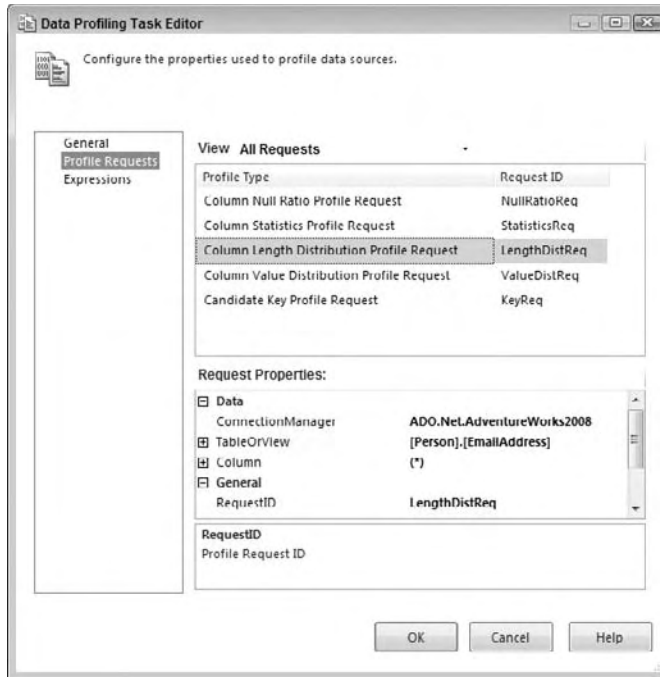 Data Profiling Task Editor
Configure the properties used to profile data sources.
General
Profile Requests
Expressions
View All Requests
Profile Type Request ID
Column Null Ratio Profile Request NullRatioReq
Column Statistics Profile Request StatisticsReq
Column Length Distribution Profile Request LengthDistReq
Column Value Distribution Profile Request ValueDistReq
Candidate Key Profile Request KeyReq
Request Properties:
Data
ConnectionManager ADO.Net.AdventureWorks2008
TableOrView [Person].[EmailAddress]
Column (*)
General
RequestID LengthDistReq
RequestID
Profile Request ID
OK Cancel Help